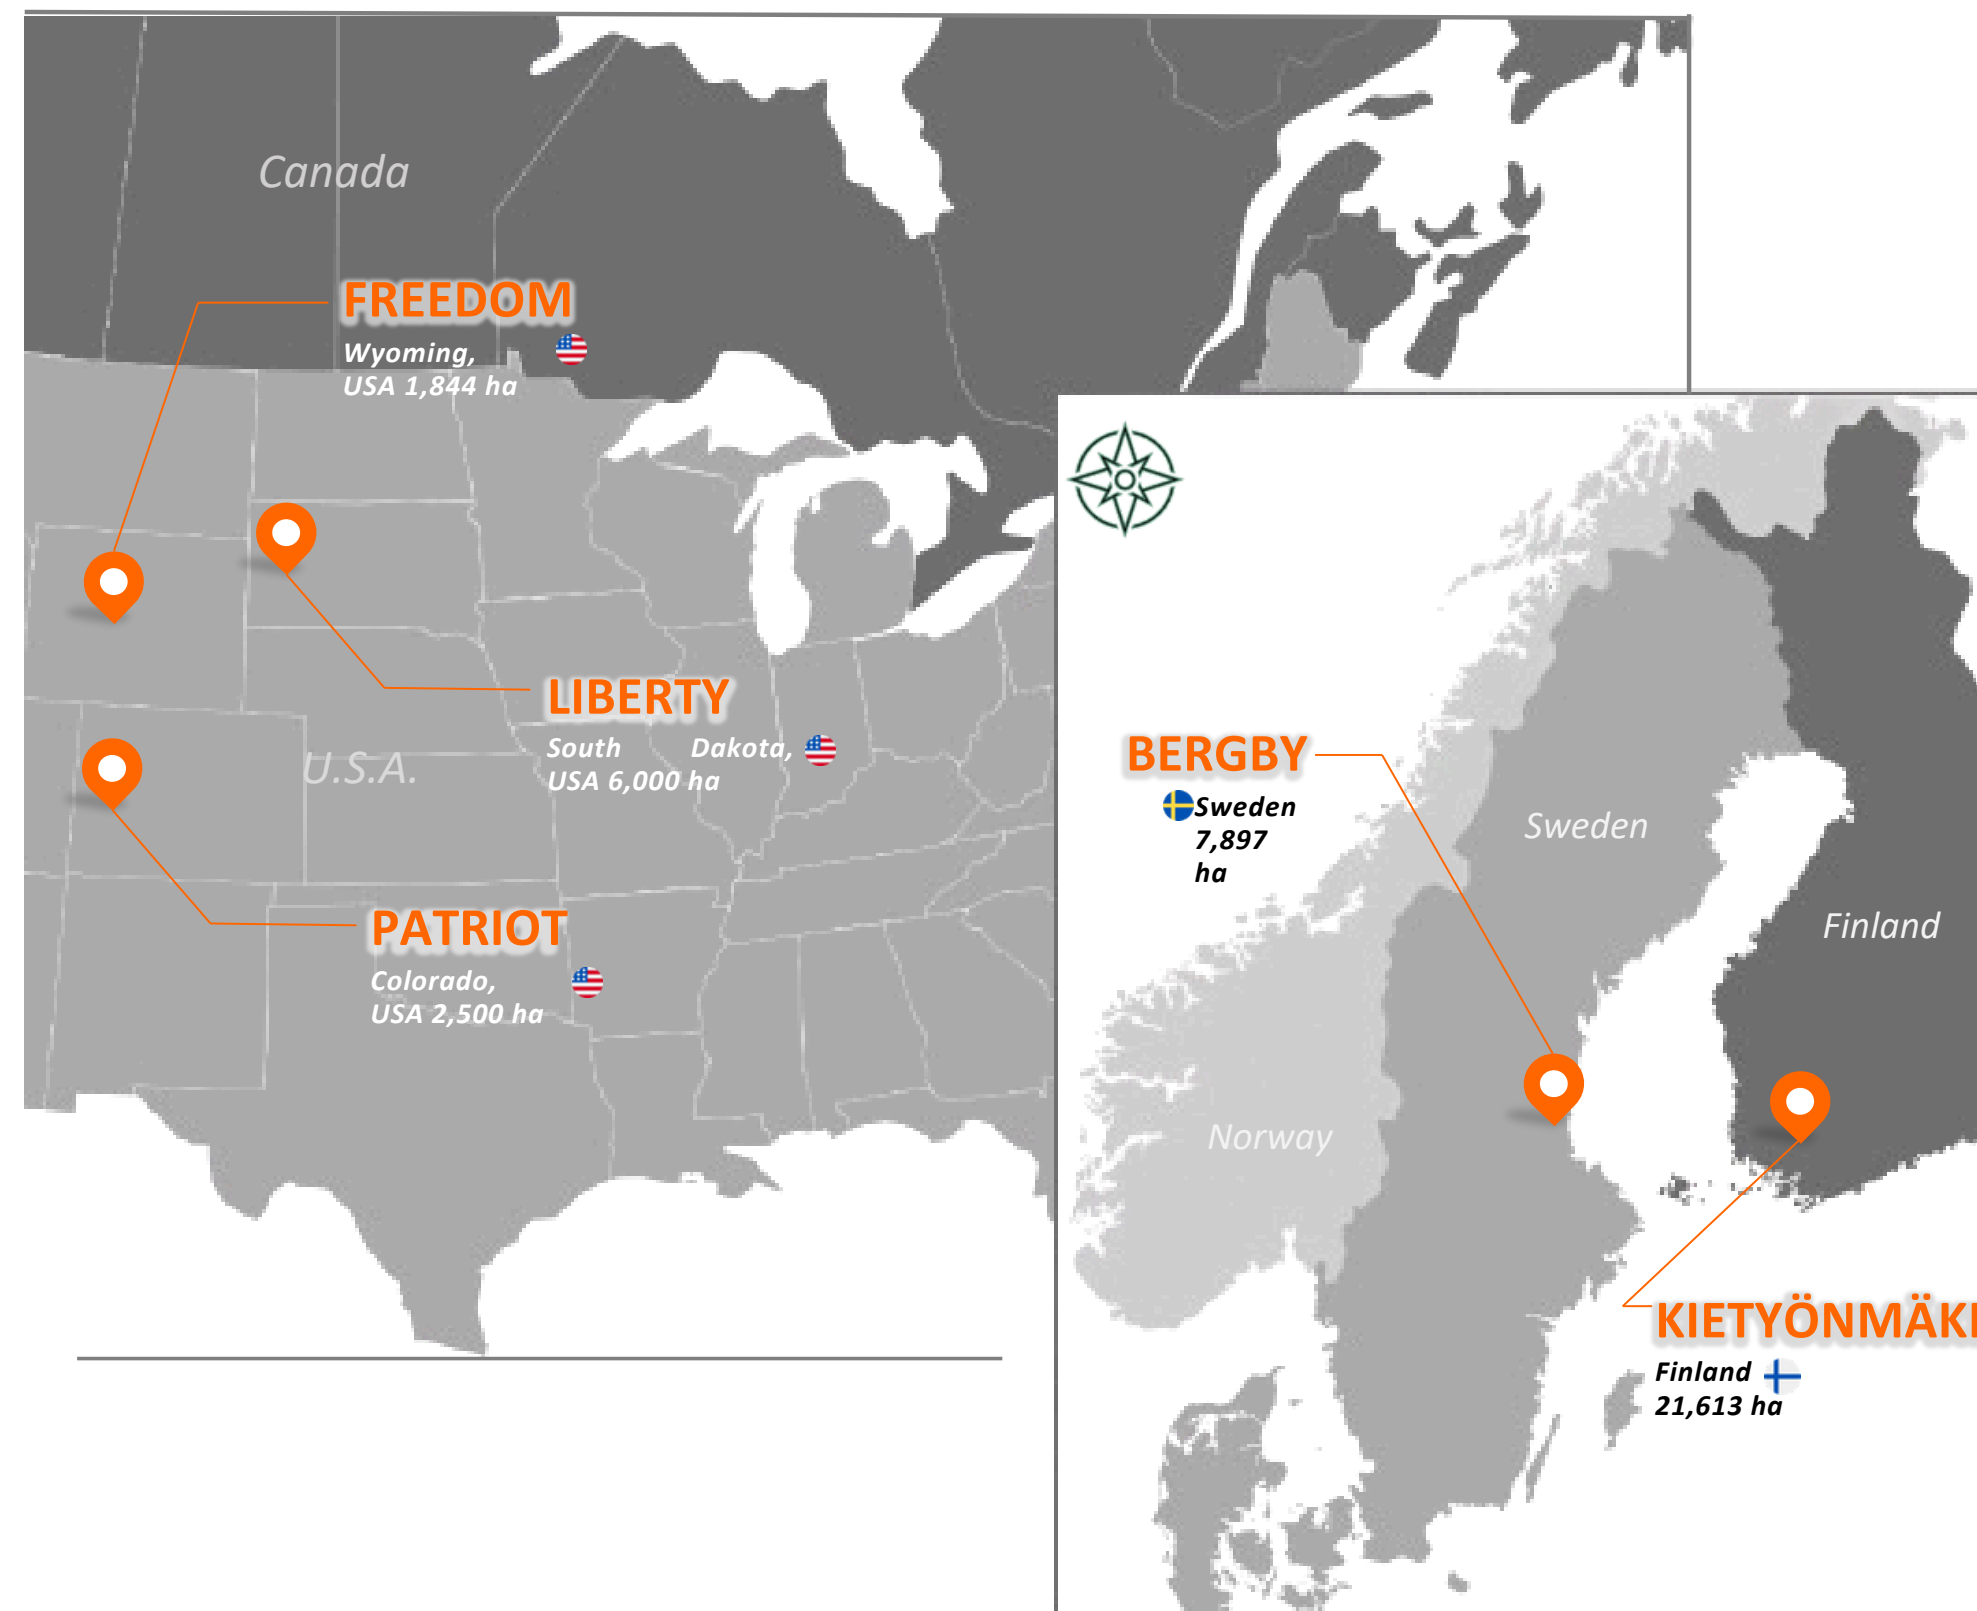 Canada
FREEDOM
Wyoming,
USA 1,844 ha
LIBERTY
South Dakota,
USA 6,000 ha
U.S.A.
PATRIOT
Colorado,
USA 2,500 ha
BERGBY
Sweden
7,897
ha
Sweden
Finland
Norway
KIETYÖNMÄKI
Finland
21,613 ha